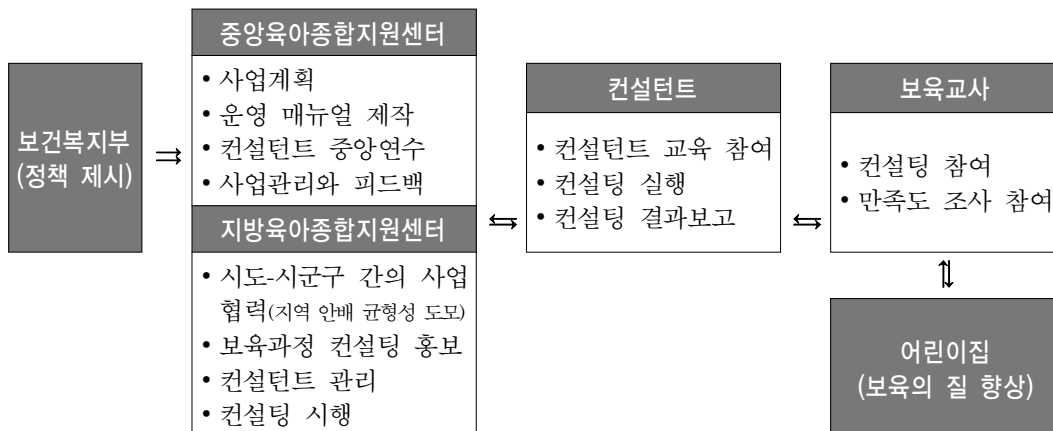 보건복지부
(정책 제시)
⇉
중앙육아종합지원센터
• 사업계획
• 운영 매뉴얼 제작
• 컨설턴트 중앙연수
• 사업관리와 피드백
지방육아종합지원센터
• 시도-시군구 간의 사업
협력(지역 안배 균형성 도모)
• 보육과정 컨설팅 홍보
• 컨설턴트 관리
• 컨설팅 시행
⇆
컨설턴트
• 컨설턴트 교육 참여
• 컨설팅 실행
• 컨설팅 결과보고
⇆
보육교사
• 컨설팅 참여
• 만족도 조사 참여
⇅
어린이집
(보육의 질 향상)